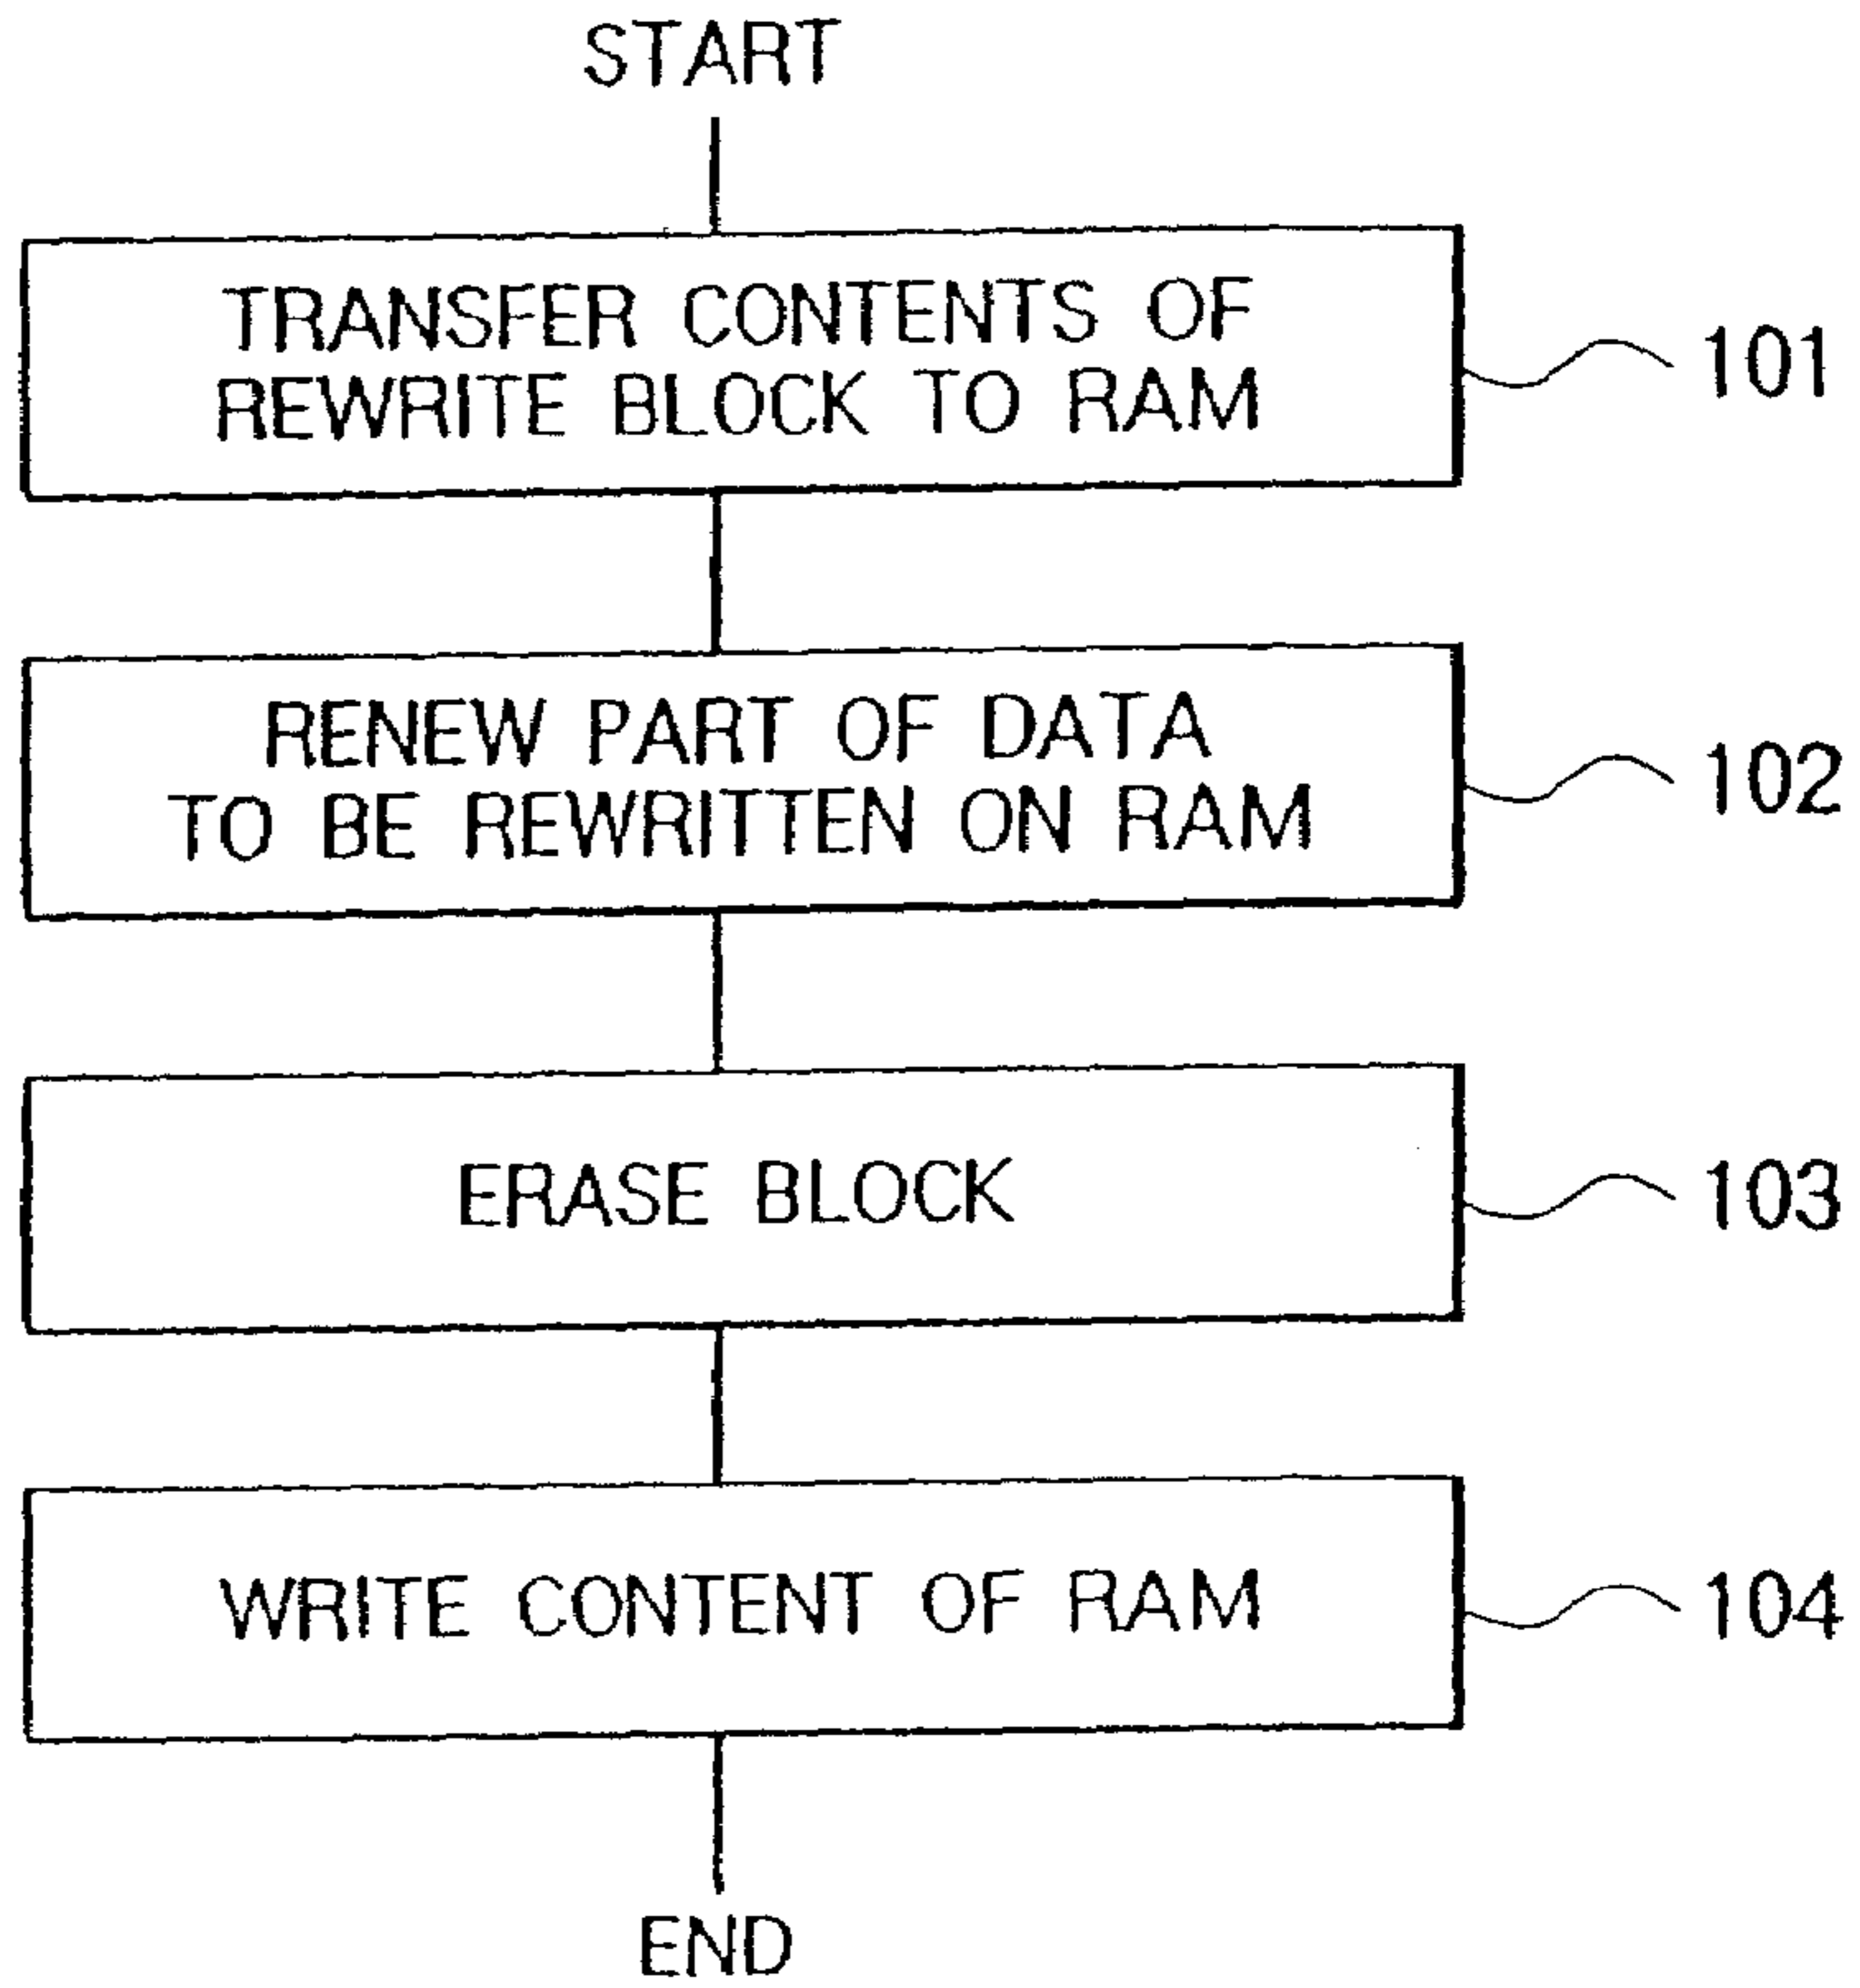 START
TRANSFER CONTENTS OF
REWRITE BLOCK TO RAM
101
RENEW PART OF DATA
TO BE REWRITTEN ON RAM
102
ERASE BLOCK
103
WRITE CONTENT OF RAM
104
END